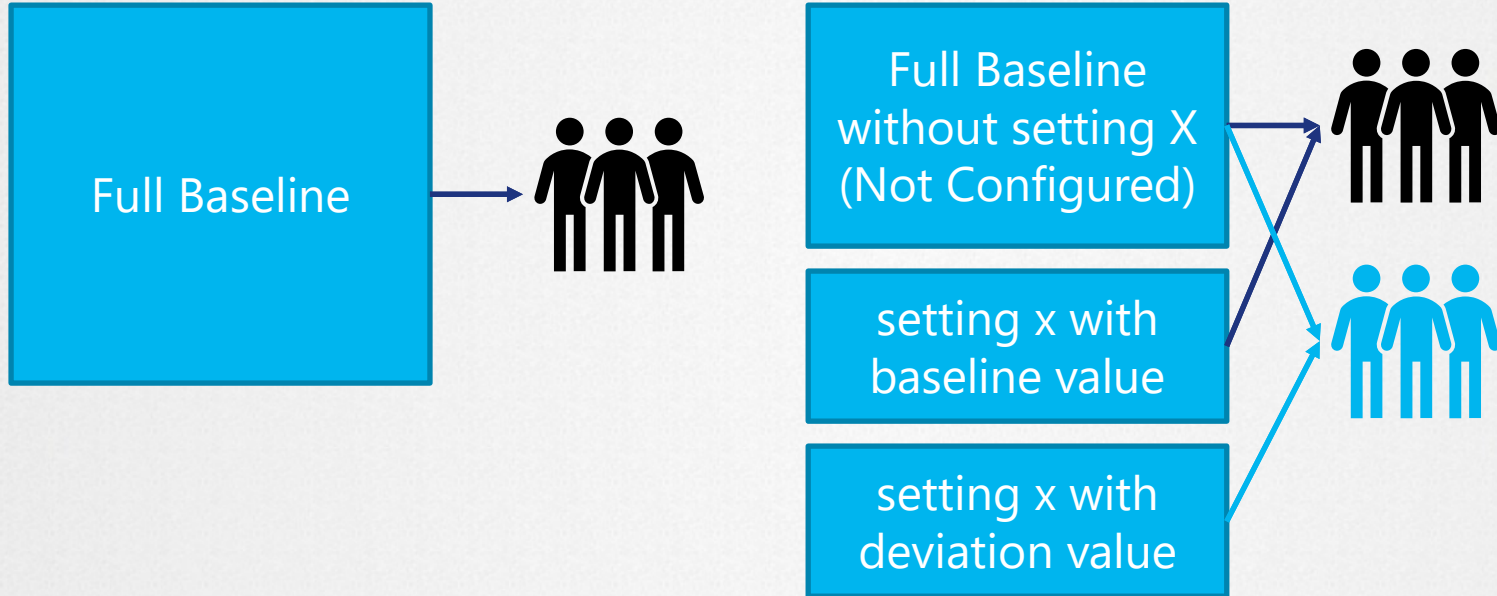 Full Baseline
Full Baseline
without setting X
(Not Configured)
setting x with
baseline value
setting x with
deviation value